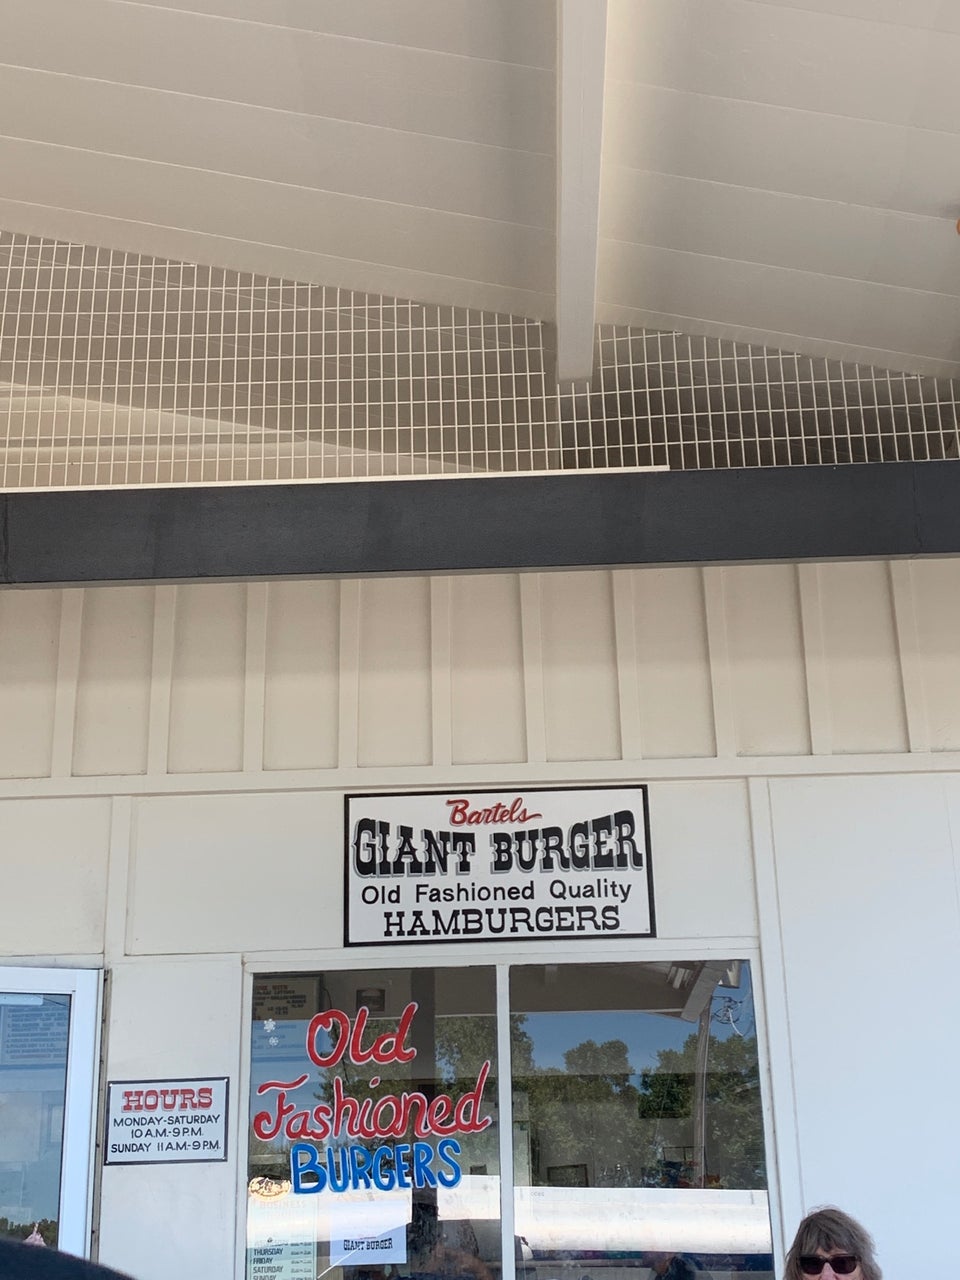 Bartels
GIANT BURGER
Old Fashioned Quality
HAMBURGERS
Old
Fashioned
BURGERS
HOURS
MONDAY-SATURDAY
10 A.M.-9 P.M.
SUNDAY 11 A.M.-9 P.M.
GIANT BURGER
THURSDAY
FRIDAY
SATURDAY
SUNDAY